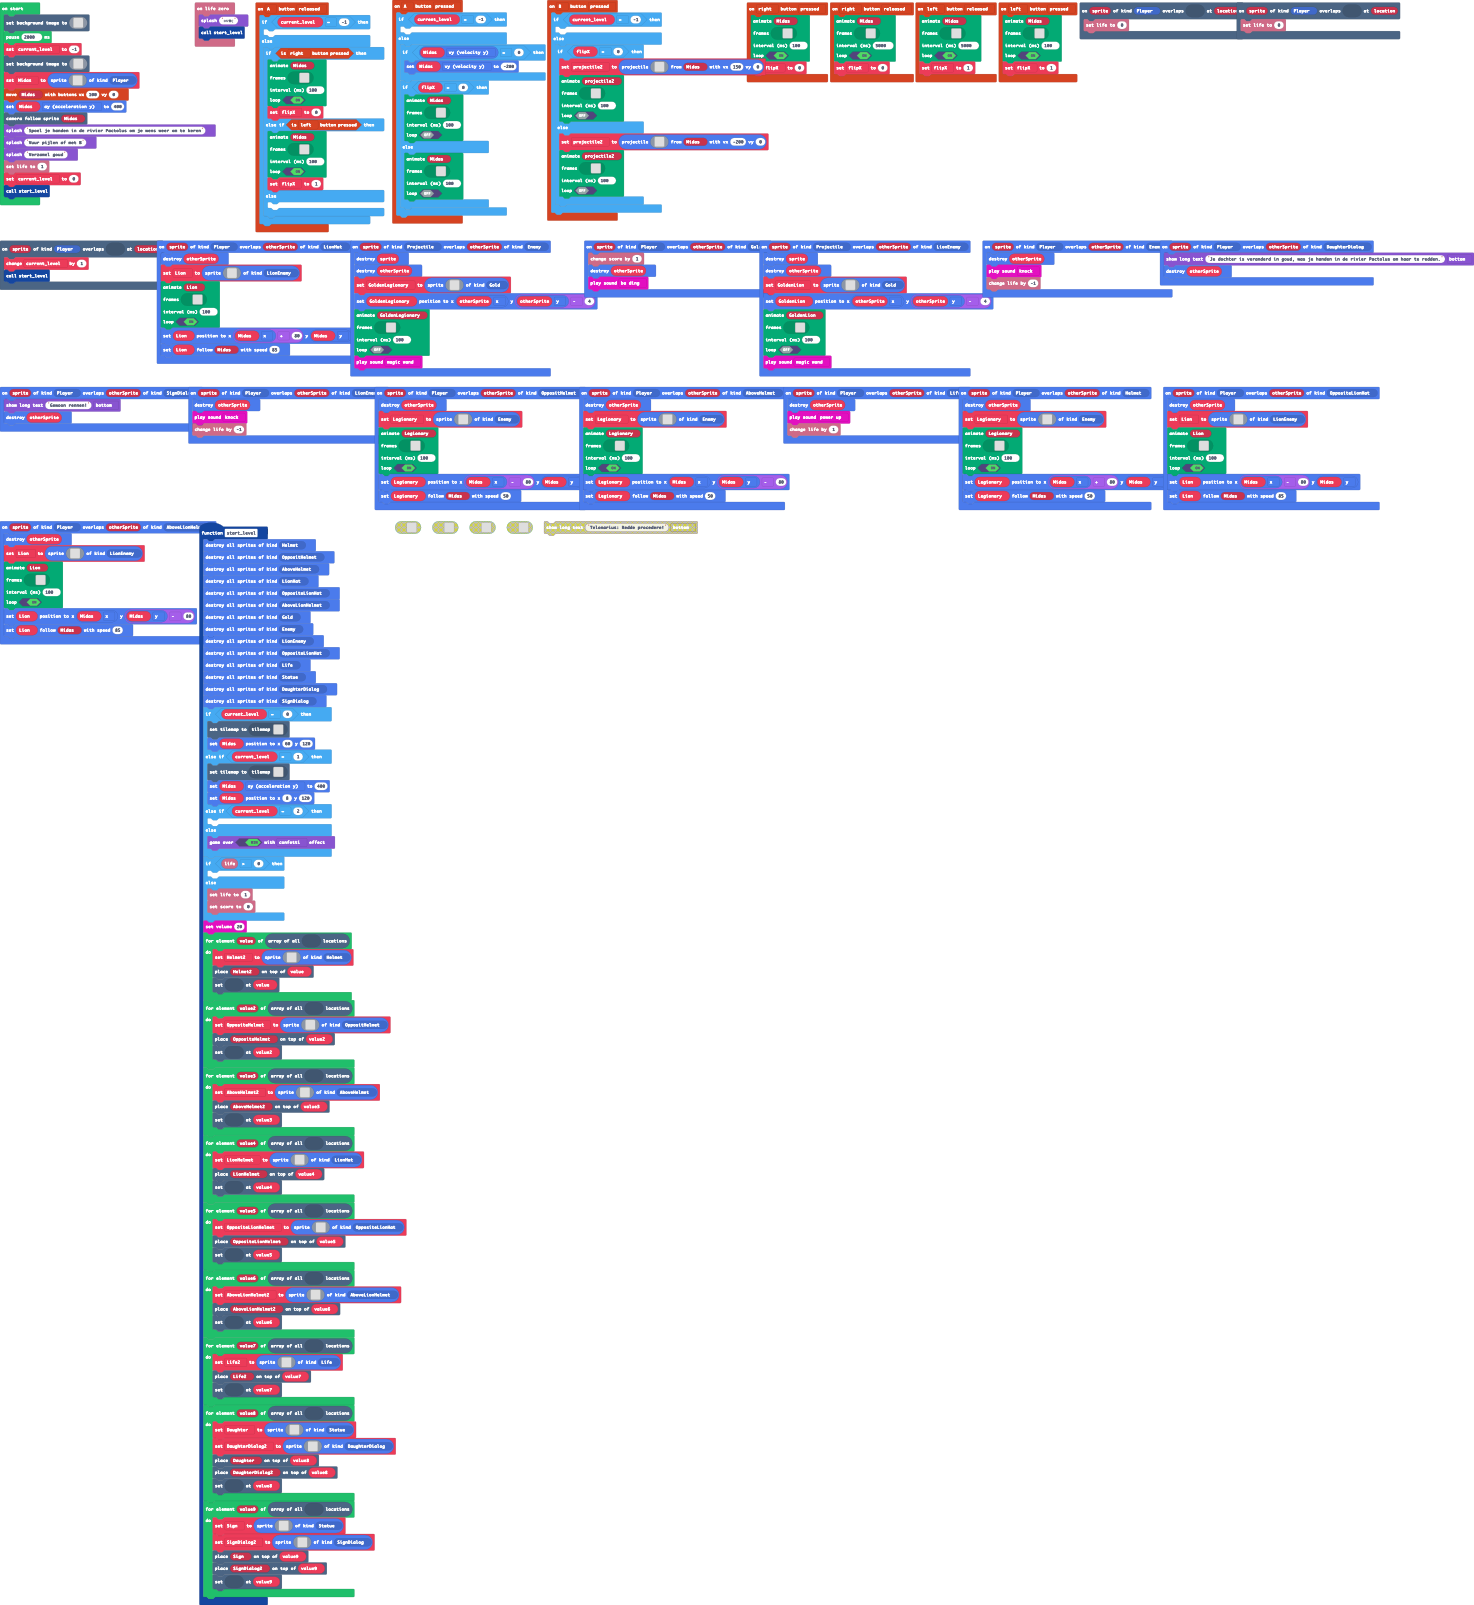 on start
set background image to
pause 2000 ms
set current_level to -1
set background image to
set Midas to sprite of kind Player
move Midas with buttons vx 100 vy 0
set Midas ay (acceleration y) to 400
camera follow sprite Midas
splash Spoel je handen in de rivier Pactolus om je wens weer om te keren
splash Vuur pijlen af met B
splash Verzamel goud
set life to 1
set current_level to 0
call start_level
on life zero
splash
call start_level
on A button released
if current_level = -1 then
else
if is right button pressed then
animate Midas
frames
interval (ms) 100
loop ON
set flipX to 0
else if is left button pressed then
animate Midas
frames
interval (ms) 100
loop ON
set flipX to 1
else
on A button pressed
if current_level = -1 then
else
if Midas vy (velocity y) = 0 then
set Midas vy (velocity y) to -200
if flipX = 0 then
animate Midas
frames
interval (ms) 100
loop OFF
else
animate Midas
frames
interval (ms) 100
loop OFF
on B button pressed
if current_level = -1 then
else
if flipX = 0 then
set projectile2 to projectile from Midas with vx 150 vy 0
animate projectile2
frames
interval (ms) 100
loop OFF
else
set projectile2 to projectile from Midas with vx -200 vy 0
animate projectile2
frames
interval (ms) 100
loop OFF
on right button pressed
animate Midas
frames
interval (ms) 100
loop ON
set flipX to 0
on right button released
animate Midas
frames
interval (ms) 5000
loop ON
set flipX to 0
on left button released
animate Midas
frames
interval (ms) 5000
loop ON
set flipX to 1
on left button pressed
animate Midas
frames
interval (ms) 100
loop ON
set flipX to 1
on sprite of kind Player overlaps at location
set life to 0
on sprite of kind Player overlaps at location
set life to 0
on sprite of kind Player overlaps at location
change current_level by 1
call start_level
on sprite of kind Player overlaps otherSprite of kind LionHat
destroy otherSprite
set Lion to sprite of kind LionEnemy
animate Lion
frames
interval (ms) 100
loop ON
set Lion position to x Midas x + 80 y Midas y
set Lion follow Midas with speed 85
on sprite of kind Projectile overlaps otherSprite of kind Enemy
destroy sprite
destroy otherSprite
set GoldenLegionary to sprite of kind Gold
set GoldenLegionary position to x otherSprite x y otherSprite y - 4
animate GoldenLegionary
frames
interval (ms) 100
loop OFF
play sound magic wand
on sprite of kind Player overlaps otherSprite of kind
change score by 1
destroy otherSprite
play sound ba ding
on sprite of kind Projectile overlaps otherSprite of kind LionEnemy
destroy sprite
destroy otherSprite
set GoldenLion to sprite of kind Gold
set GoldenLion position to x otherSprite x y otherSprite y - 4
animate GoldenLion
frames
interval (ms) 100
loop OFF
play sound magic wand
on sprite of kind Player overlaps otherSprite of kind
destroy otherSprite
play sound knock
change life by -1
on sprite of kind Player overlaps otherSprite of kind DaughterDialog
show long text Je dochter is veranderd in goud, was je handen in de rivier Pactolus om haar te redden. bottom
destroy otherSprite
on sprite of kind Player overlaps otherSprite of kind
show long text Gewoon rennen! bottom
destroy otherSprite
on sprite of kind Player overlaps otherSprite of kind
destroy otherSprite
play sound knock
change life by -1
on sprite of kind Player overlaps otherSprite of kind OppositHelmet
destroy otherSprite
set Legionary to sprite of kind Enemy
animate Legionary
frames
interval (ms) 100
loop ON
set Legionary position to x Midas x - 80 y Midas y
set Legionary follow Midas with speed 50
on sprite of kind Player overlaps otherSprite of kind AboveHelmet
destroy otherSprite
set Legionary to sprite of kind Enemy
animate Legionary
frames
interval (ms) 100
loop ON
set Legionary position to x Midas x y Midas y - 80
set Legionary follow Midas with speed 50
on sprite of kind Player overlaps otherSprite of kind
destroy otherSprite
play sound power up
change life by 1
on sprite of kind Player overlaps otherSprite of kind Helmet
destroy otherSprite
set Legionary to sprite of kind Enemy
animate Legionary
frames
interval (ms) 100
loop ON
set Legionary position to x Midas x + 80 y Midas y
set Legionary follow Midas with speed 50
on sprite of kind Player overlaps otherSprite of kind OppositeLionHat
destroy otherSprite
set Lion to sprite of kind LionEnemy
animate Lion
frames
interval (ms) 100
loop ON
set Lion position to x Midas x - 80 y Midas y
set Lion follow Midas with speed 85
on sprite of kind Player overlaps otherSprite of kind
destroy otherSprite
set Lion to sprite of kind LionEnemy
animate Lion
frames
interval (ms) 100
loop ON
set Lion position to x Midas x y Midas y - 80
set Lion follow Midas with speed 85
show long text Telemarius: Sadde procedere! bottom
function start_level
destroy all sprites of kind Helmet
destroy all sprites of kind OppositHelmet
destroy all sprites of kind AboveHelmet
destroy all sprites of kind LionHat
destroy all sprites of kind OppositeLionHat
destroy all sprites of kind AboveLionHelmet
destroy all sprites of kind Gold
destroy all sprites of kind Enemy
destroy all sprites of kind LionEnemy
destroy all sprites of kind OppositeLionHat
destroy all sprites of kind Life
destroy all sprites of kind Statue
destroy all sprites of kind DaughterDialog
destroy all sprites of kind SignDialog
if current_level = 0 then
set tilemap to tilemap
set Midas position to x 60 y 120
else if current_level = 1 then
set tilemap to tilemap
set Midas ay (acceleration y) to 400
set Midas position to x 8 y 120
else if current_level = 2 then
else
game over WIN with confetti effect
if life = 0 then
else
set life to 1
set score to 0
set volume 20
for element value of array of all locations
do
set Helmet2 to sprite of kind Helmet
place Helmet2 on top of value
set at value
for element value2 of array of all locations
do
set OppositeHelmet to sprite of kind OppositHelmet
place OppositeHelmet on top of value2
set at value2
for element value3 of array of all locations
do
set AboveHelmet2 to sprite of kind AboveHelmet
place AboveHelmet2 on top of value3
set at value3
for element value4 of array of all locations
do
set LionHelmet to sprite of kind LionHat
place LionHelmet on top of value4
set at value4
for element value5 of array of all locations
do
set OppositeLionHelmet to sprite of kind OppositeLionHat
place OppositeLionHelmet on top of value5
set at value5
for element value6 of array of all locations
do
set AboveLionHelmet2 to sprite of kind AboveLionHelmet
place AboveLionHelmet2 on top of value6
set at value6
for element value7 of array of all locations
do
set Life2 to sprite of kind Life
place Life2 on top of value7
set at value7
for element value8 of array of all locations
do
set Daughter to sprite of kind Statue
set DaughterDialog2 to sprite of kind DaughterDialog
place Daughter on top of value8
place DaughterDialog2 on top of value8
set at value8
for element value9 of array of all locations
do
set Sign to sprite of kind Statue
set SignDialog2 to sprite of kind SignDialog
place Sign on top of value9
place SignDialog2 on top of value9
set at value9